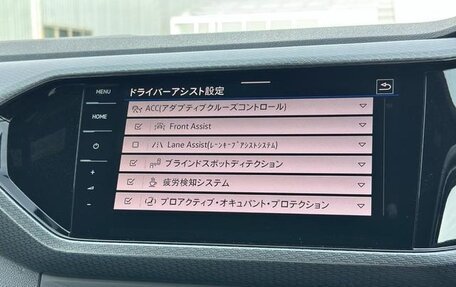 MENU
ドライバーアシスト設定
ACC(アダプティブクルーズコントロール)
HOME
Front Assist
Lane Assist(レーンキープアシストシステム)
ブラインドスポットディテクション
疲労検知システム
プロアクティブ・オキュパント・プロテクション